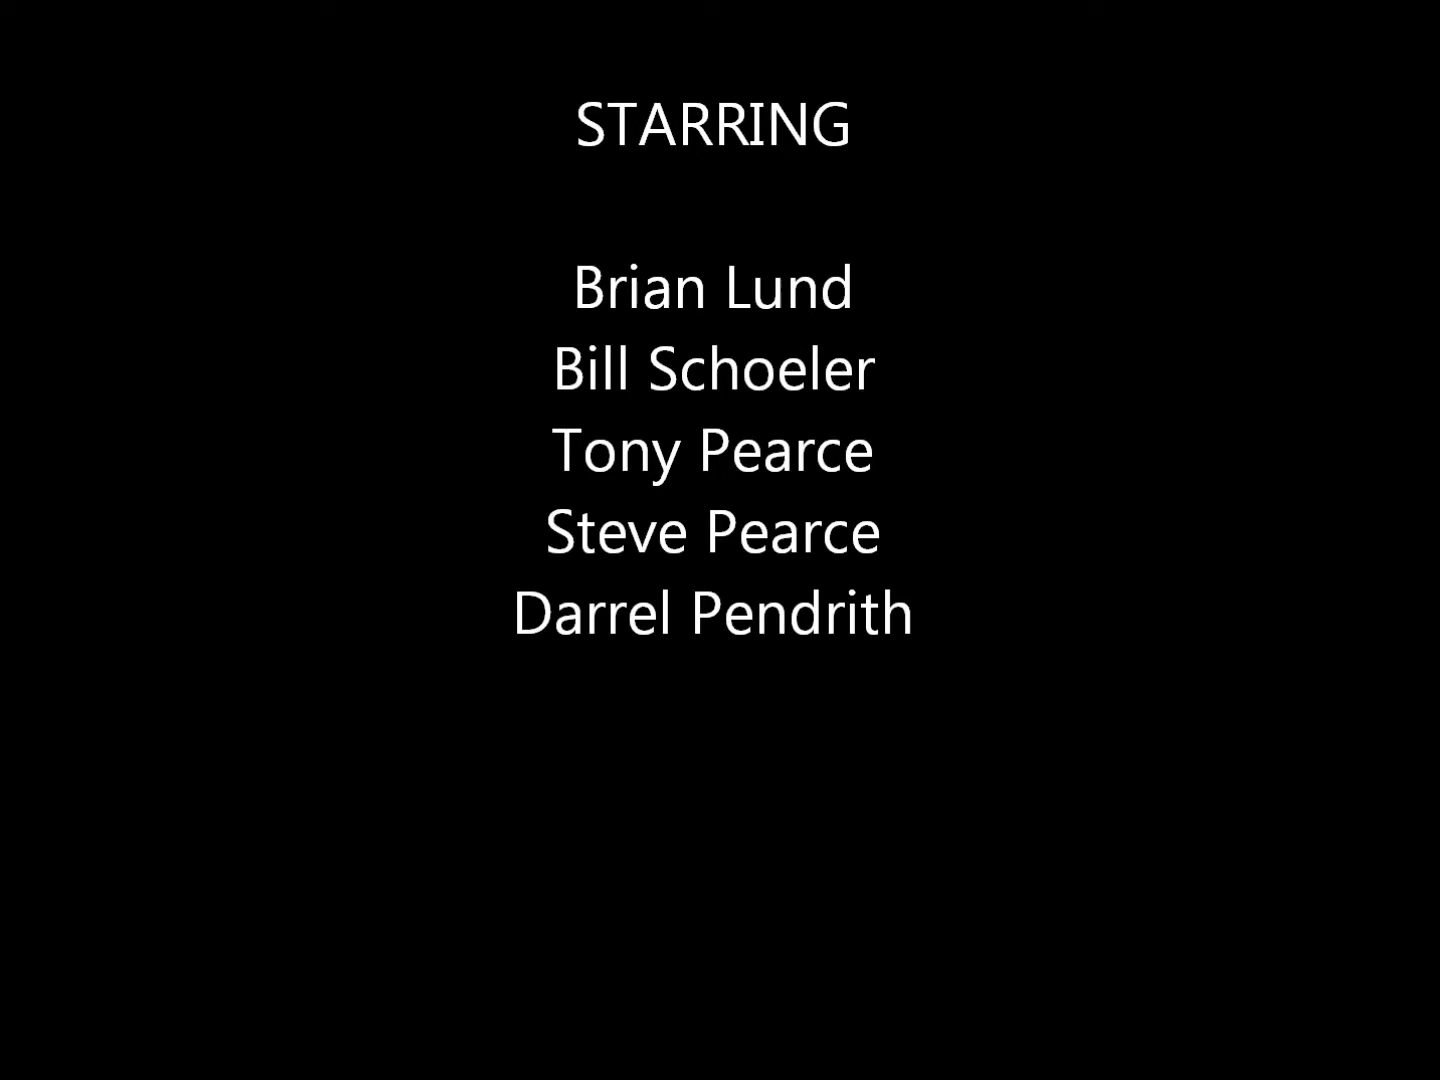 STARRING
Brian Lund
Bill Schoeler
Tony Pearce
Steve Pearce
Darrel Pendrith